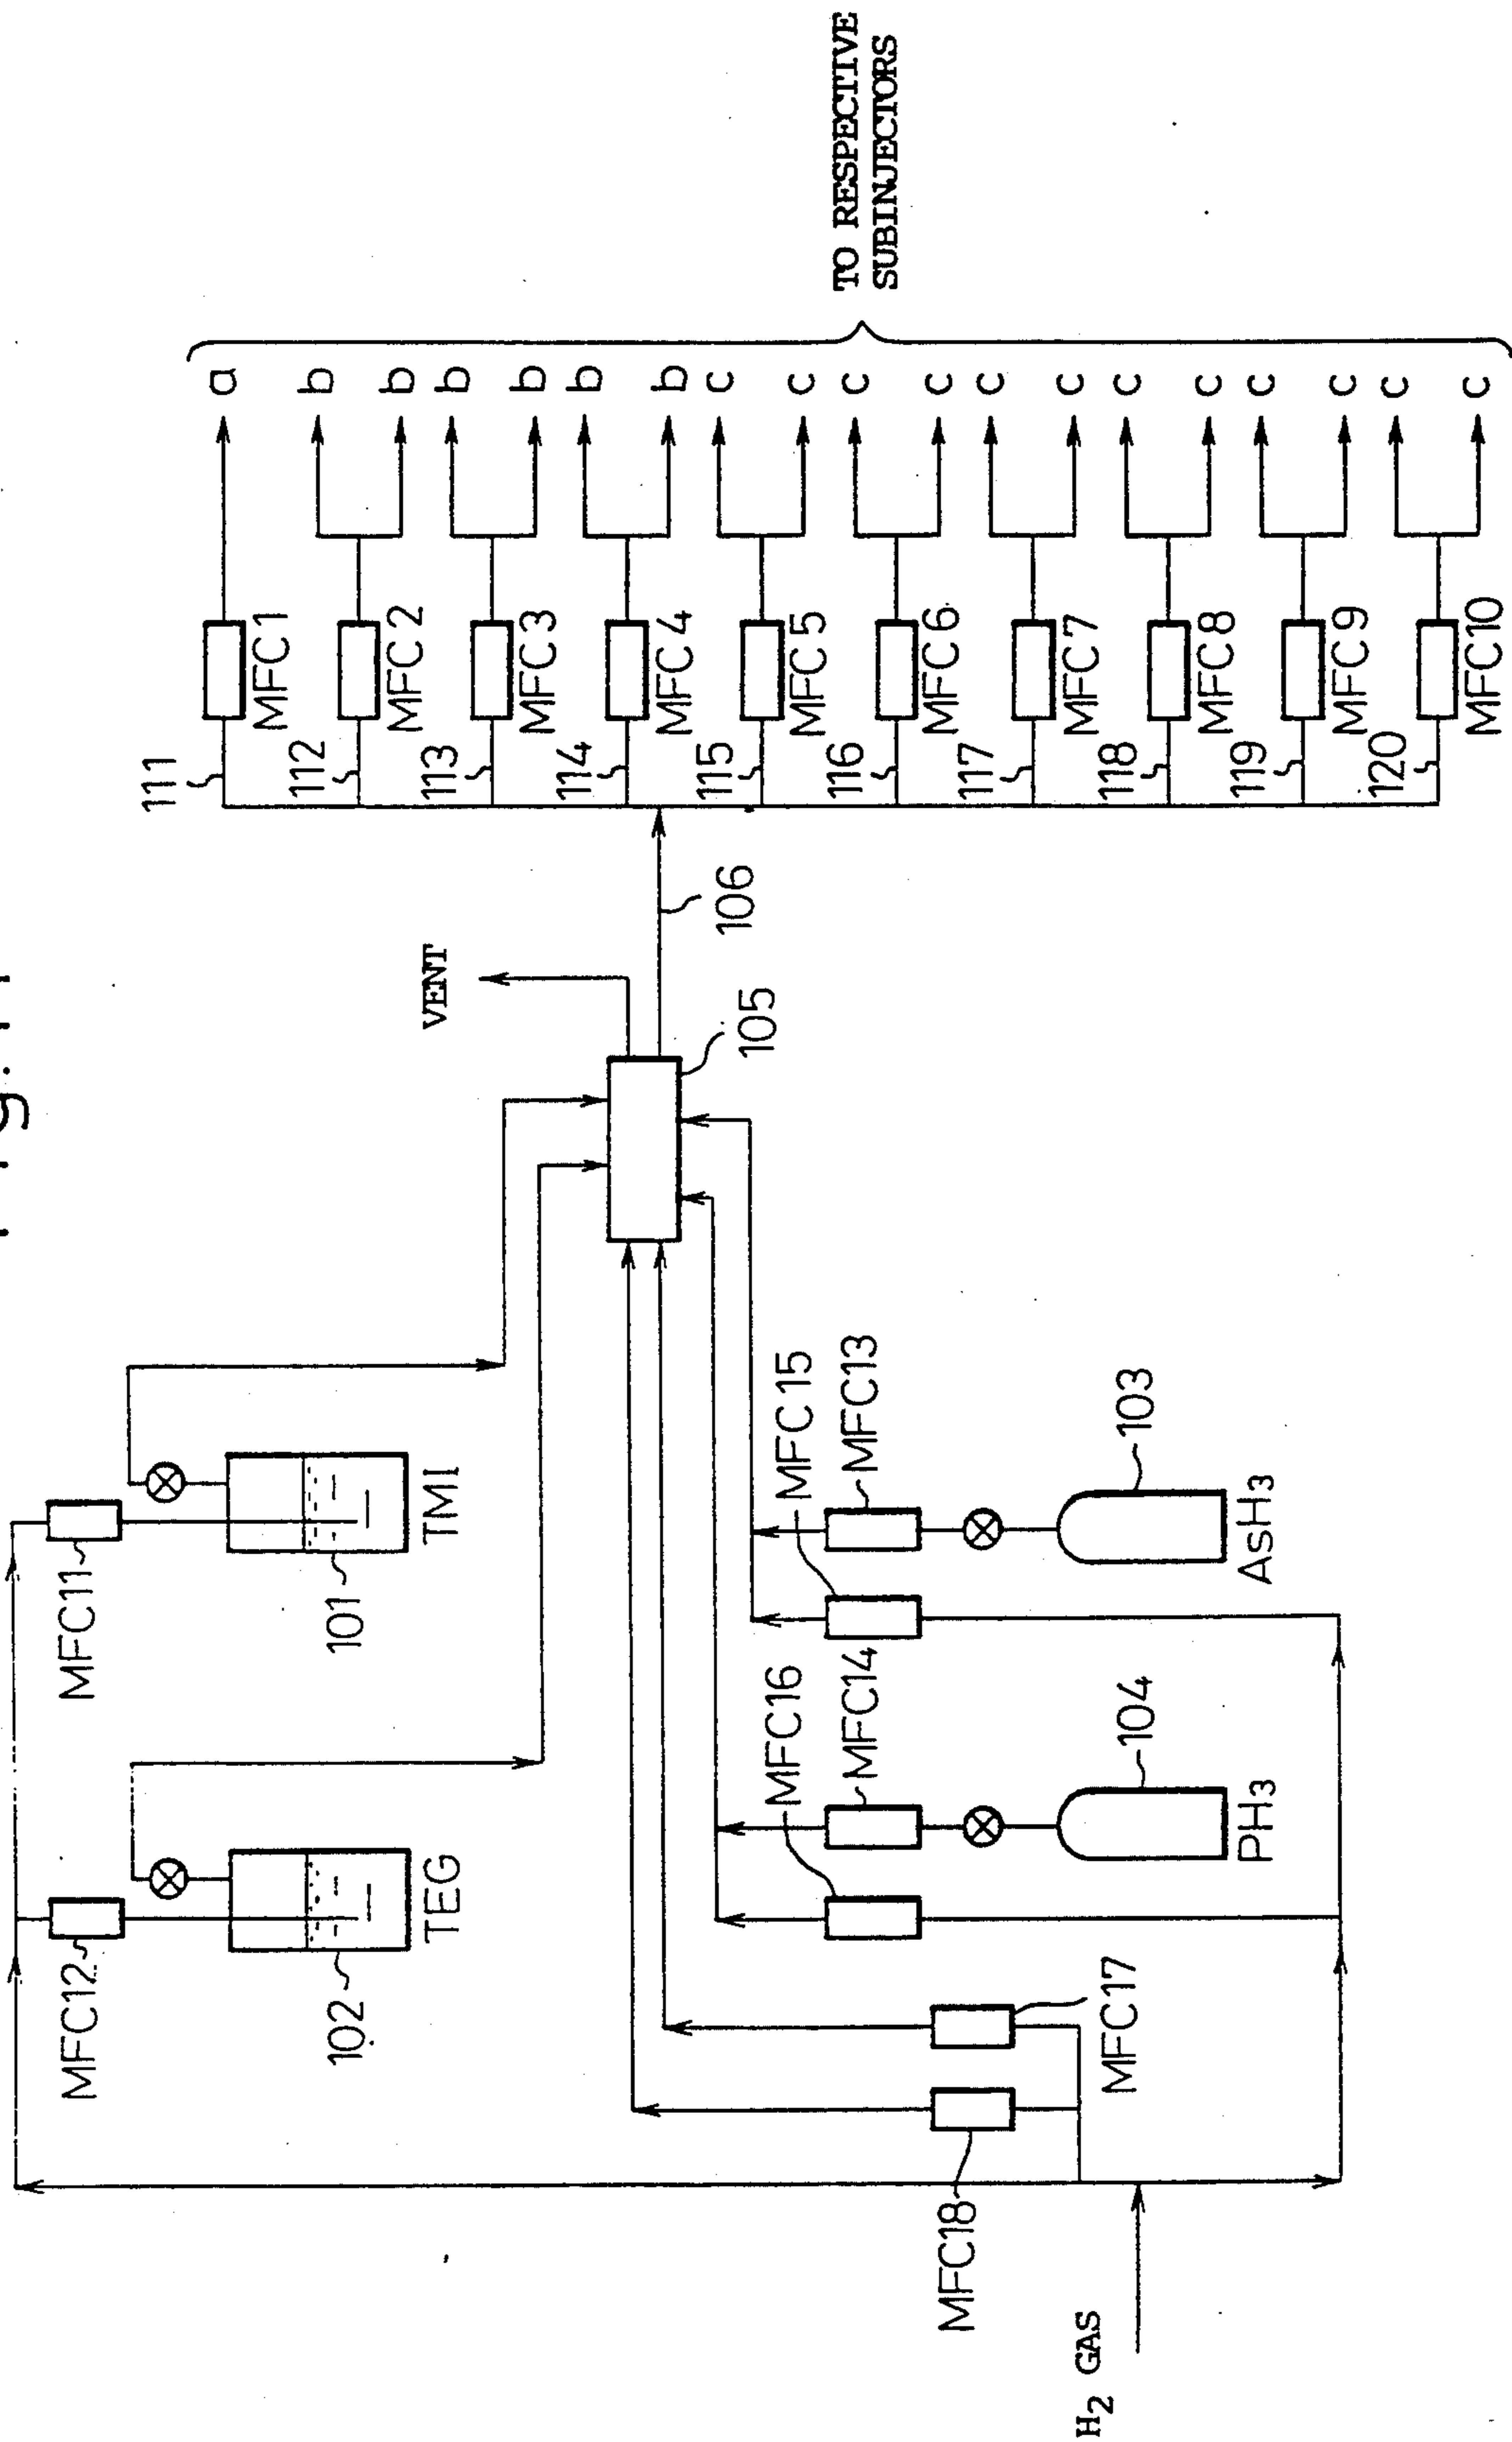 MFC12
MFC11
102
TEG
101
TMI
VENT
105
106
H2 GAS
MFC18
MFC17
MFC16
MFC14
MFC15
MFC13
104
PH3
103
AsH3
111
MFC1
a
112
MFC2
b
b
113
MFC3
b
b
114
MFC4
b
b
115
MFC5
c
c
116
MFC6
c
c
117
MFC7
c
c
118
MFC8
c
c
119
MFC9
c
c
120
MFC10
c
c
TO RESPECTIVE
SUBINJECTORS